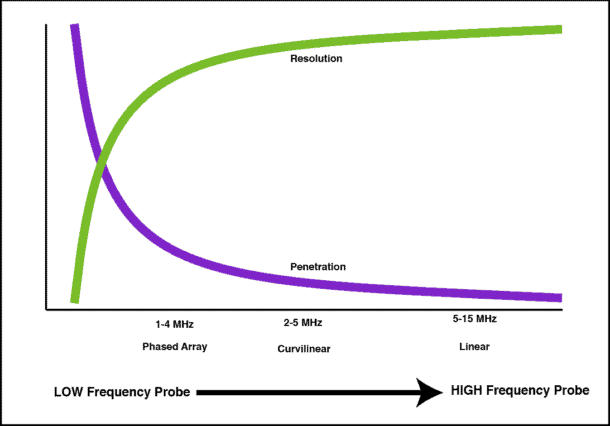 Resolution
Penetration
1-4 MHz
2-5 MHz
5-15 MHz
Phased Array
Curvilinear
Linear
LOW Frequency Probe
HIGH Frequency Probe